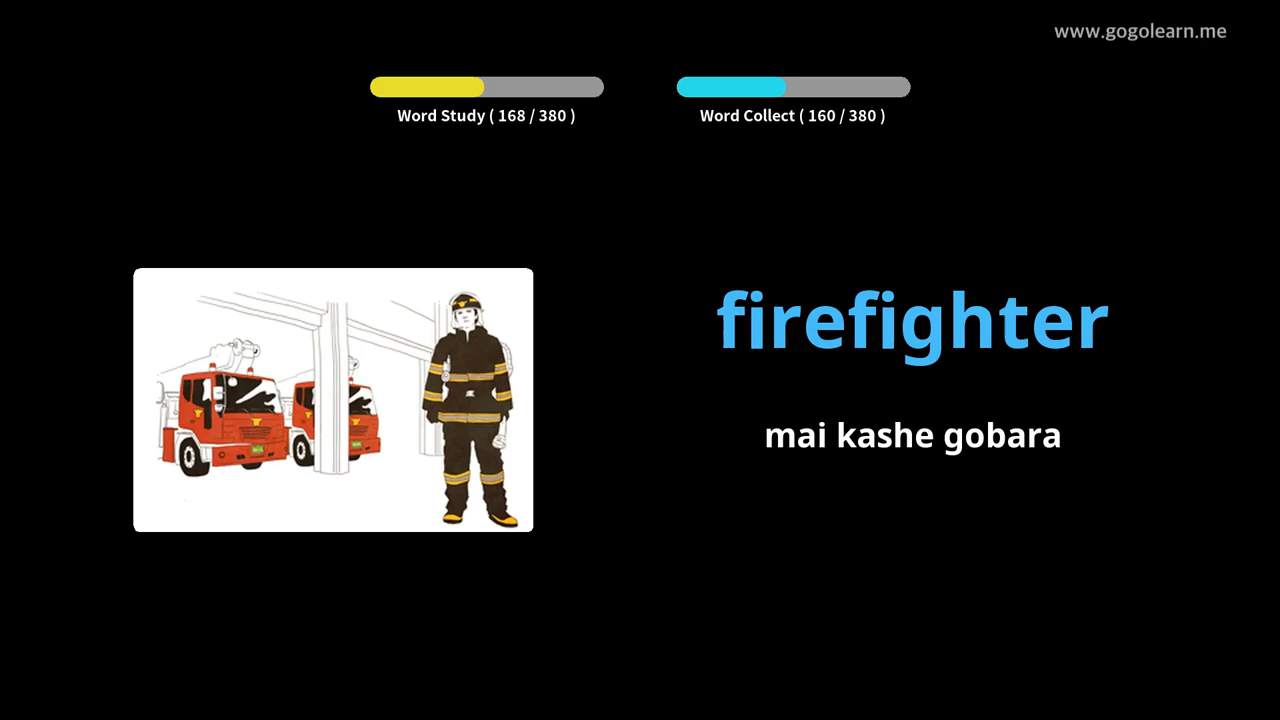 www.gogolearn.me
Word Study ( 168 / 380 )
Word Collect ( 160 / 380 )
firefighter
mai kashe gobara